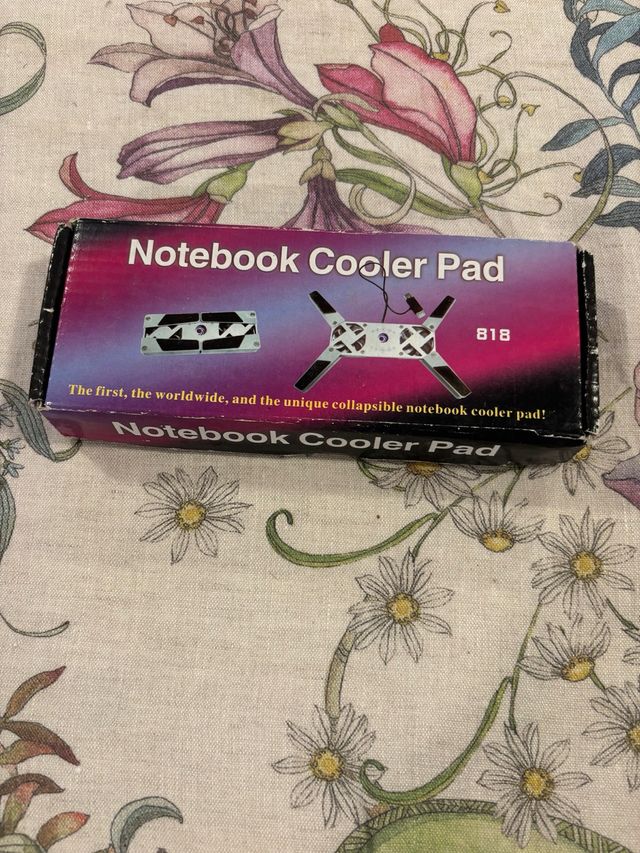 Notebook Cooler Pad
818
The first, the worldwide, and the unique collapsible notebook cooler pad!
Notebook Cooler Pad